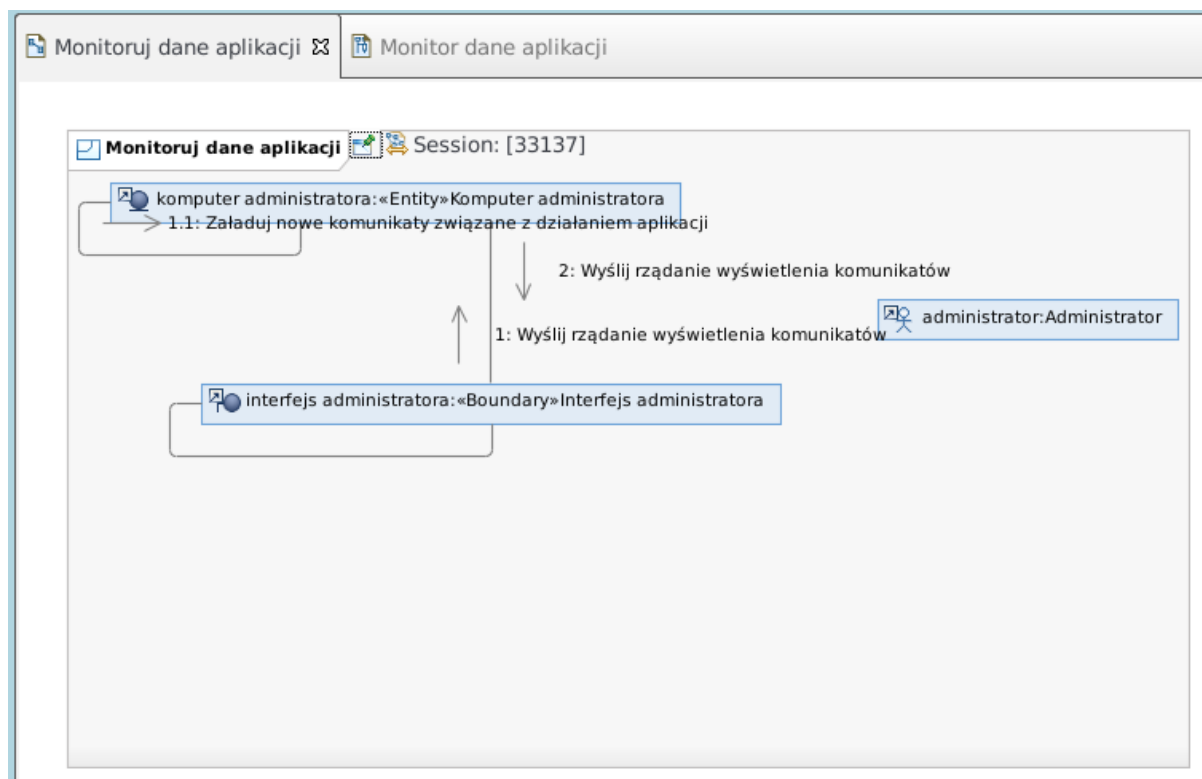 Monitoruj dane aplikacji
Monitor dane aplikacji
Monitoruj dane aplikacji
Session: [33137]
komputer administratora:«Entity»Komputer administratora
1.1: Załaduj nowe komunikaty związane z działaniem aplikacji
2: Wyślij rządanie wyświetlenia komunikatów
administrator:Administrator
1: Wyślij rządanie wyświetlenia komunikatów
interfejs administratora:«Boundary»Interfejs administratora